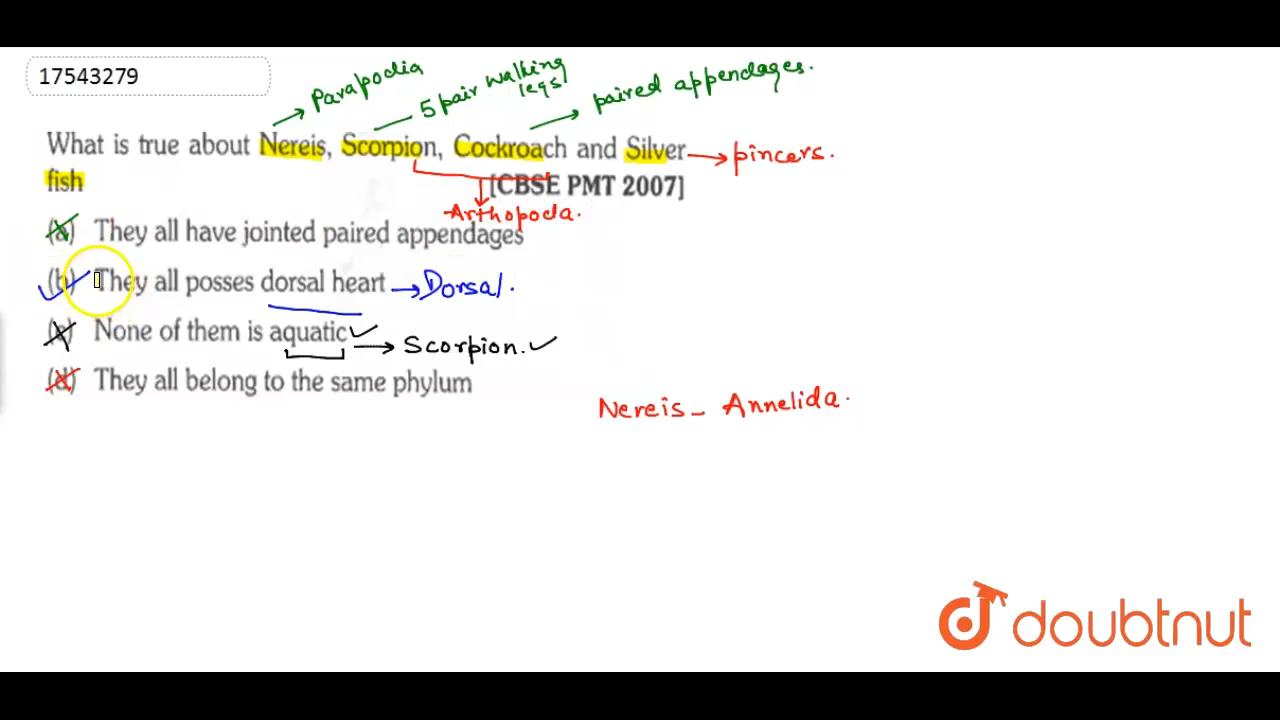 17543279
Parapodia
5 pair walking
legs
paired appendages.
What is true about Nereis, Scorpion, Cockroach and Silver → pincers.
fish
[CBSE PMT 2007]
Arthopoda.
(a) They all have jointed paired appendages
(b) They all posses dorsal heart → Dorsal.
(c) None of them is aquatic → Scorpion.
(d) They all belong to the same phylum
Nereis - Annelida.
doubtnut